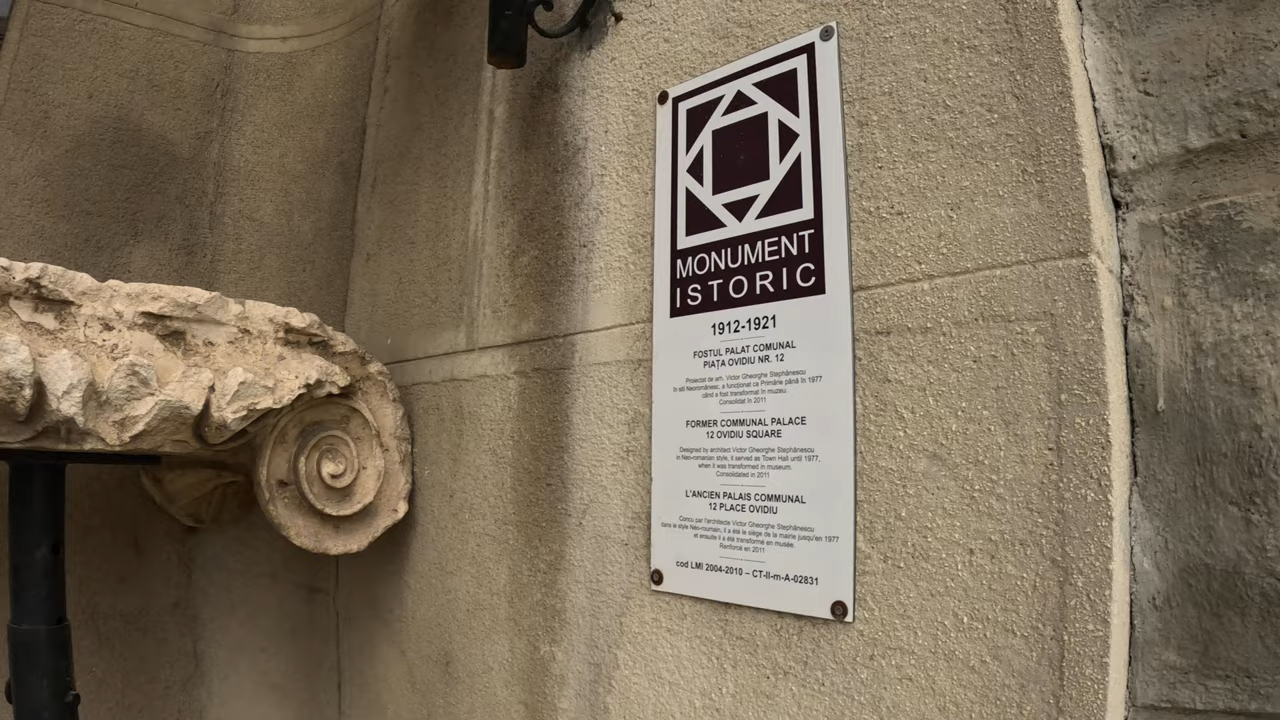 MONUMENT
ISTORIC
1912-1921
FOSTUL PALAT COMUNAL
PIAȚA OVIDIU NR. 12
Proiectat de arh. Victor Gheorghe Stephănescu
în stil Neoromânesc, a funcționat ca Primărie până în 1977
când a fost transformat în muzeu.
Consolidat în 2011
FORMER COMMUNAL PALACE
12 OVIDIU SQUARE
Designed by architect Victor Gheorghe Stephănescu
in Neo-romanian style, it served as Town Hall until 1977,
when it was transformed in museum.
Consolidated in 2011
L'ANCIEN PALAIS COMMUNAL
12 PLACE OVIDIU
Concu par l'architecte Victor Gheorghe Stephănescu
dans le style Néo-roumain, il a été le siège de la mairie jusqu'en 1977
et ensuite il a été transformé en musée.
Renforcé en 2011
cod LMI 2004-2010 – CT-II-m-A-02831